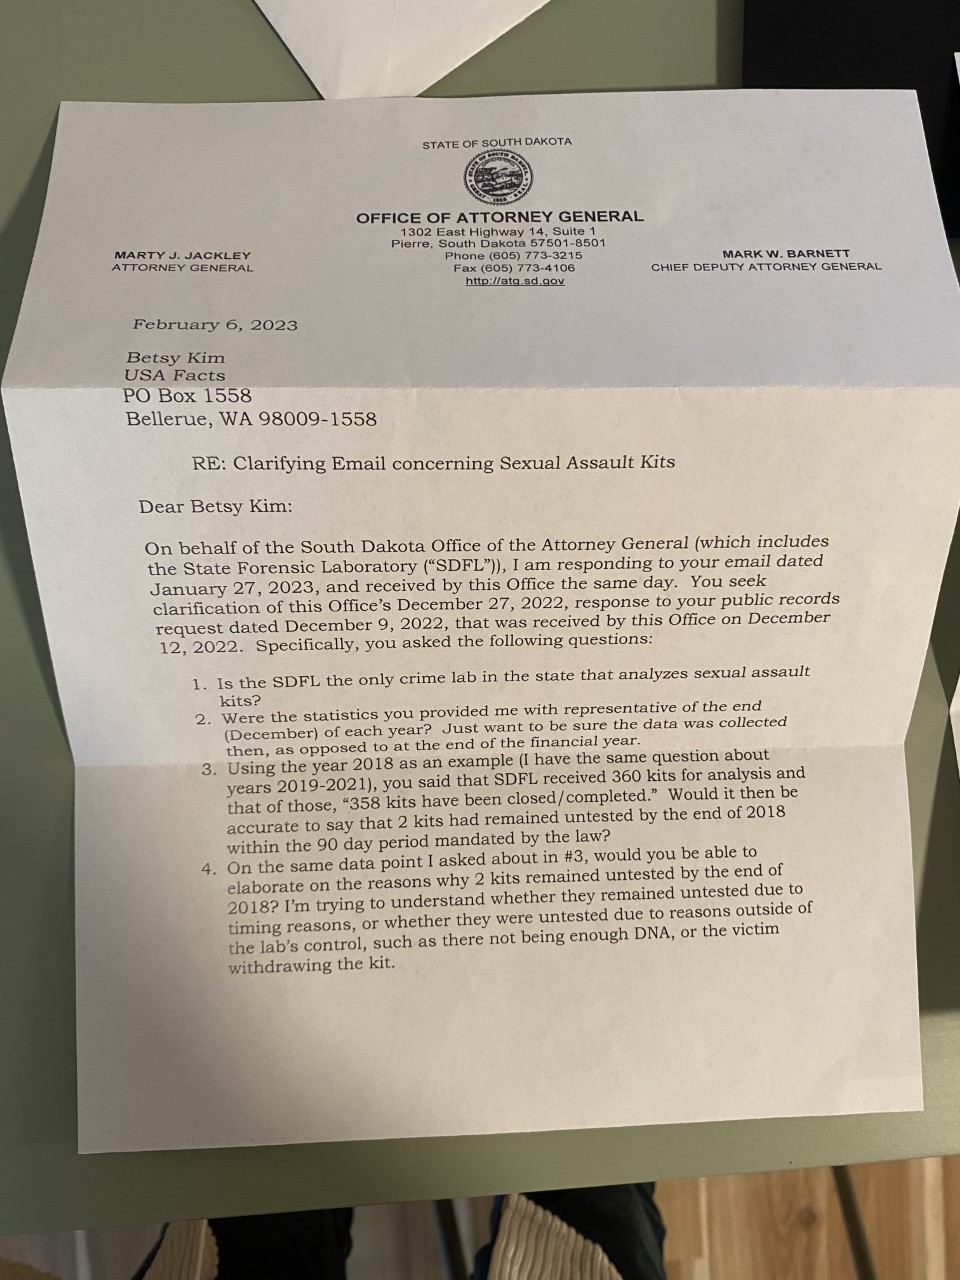 STATE OF SOUTH DAKOTA
OFFICE OF ATTORNEY GENERAL
1302 East Highway 14, Suite 1
Pierre, South Dakota 57501-8501
Phone (605) 773-3215
Fax (605) 773-4106
http://atg.sd.gov
MARTY J. JACKLEY
ATTORNEY GENERAL
MARK W. BARNETT
CHIEF DEPUTY ATTORNEY GENERAL
February 6, 2023
Betsy Kim
USA Facts
PO Box 1558
Bellerue, WA 98009-1558
RE: Clarifying Email concerning Sexual Assault Kits
Dear Betsy Kim:
On behalf of the South Dakota Office of the Attorney General (which includes
the State Forensic Laboratory (“SDFL”)), I am responding to your email dated
January 27, 2023, and received by this Office the same day. You seek
clarification of this Office’s December 27, 2022, response to your public records
request dated December 9, 2022, that was received by this Office on December
12, 2022. Specifically, you asked the following questions:
1. Is the SDFL the only crime lab in the state that analyzes sexual assault
kits?
2. Were the statistics you provided me with representative of the end
(December) of each year? Just want to be sure the data was collected
then, as opposed to at the end of the financial year.
3. Using the year 2018 as an example (I have the same question about
years 2019-2021), you said that SDFL received 360 kits for analysis and
that of those, “358 kits have been closed/completed.” Would it then be
accurate to say that 2 kits had remained untested by the end of 2018
within the 90 day period mandated by the law?
4. On the same data point I asked about in #3, would you be able to
elaborate on the reasons why 2 kits remained untested by the end of
2018? I’m trying to understand whether they remained untested due to
timing reasons, or whether they were untested due to reasons outside of
the lab’s control, such as there not being enough DNA, or the victim
withdrawing the kit.